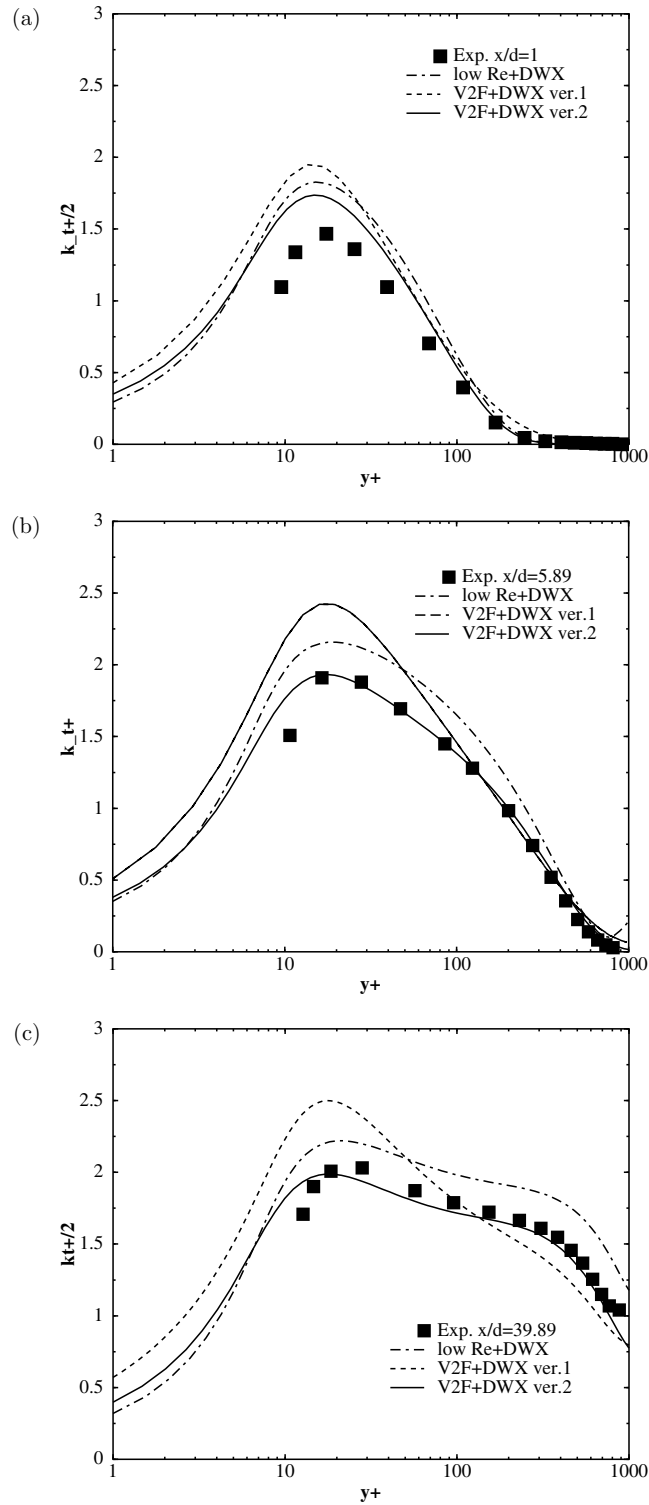 (a)
3
2.5
2
1.5
1
0.5
0
k_t+/2
Exp. x/d=1
low Re+DWX
V2F+DWX ver.1
V2F+DWX ver.2
1 10 100 1000
y+
(b)
3
2.5
2
1.5
1
0.5
0
k_t+
Exp. x/d=5.89
low Re+DWX
V2F+DWX ver.1
V2F+DWX ver.2
1 10 100 1000
y+
(c)
3
2.5
2
1.5
1
0.5
0
kt+/2
Exp. x/d=39.89
low Re+DWX
V2F+DWX ver.1
V2F+DWX ver.2
1 10 100 1000
y+